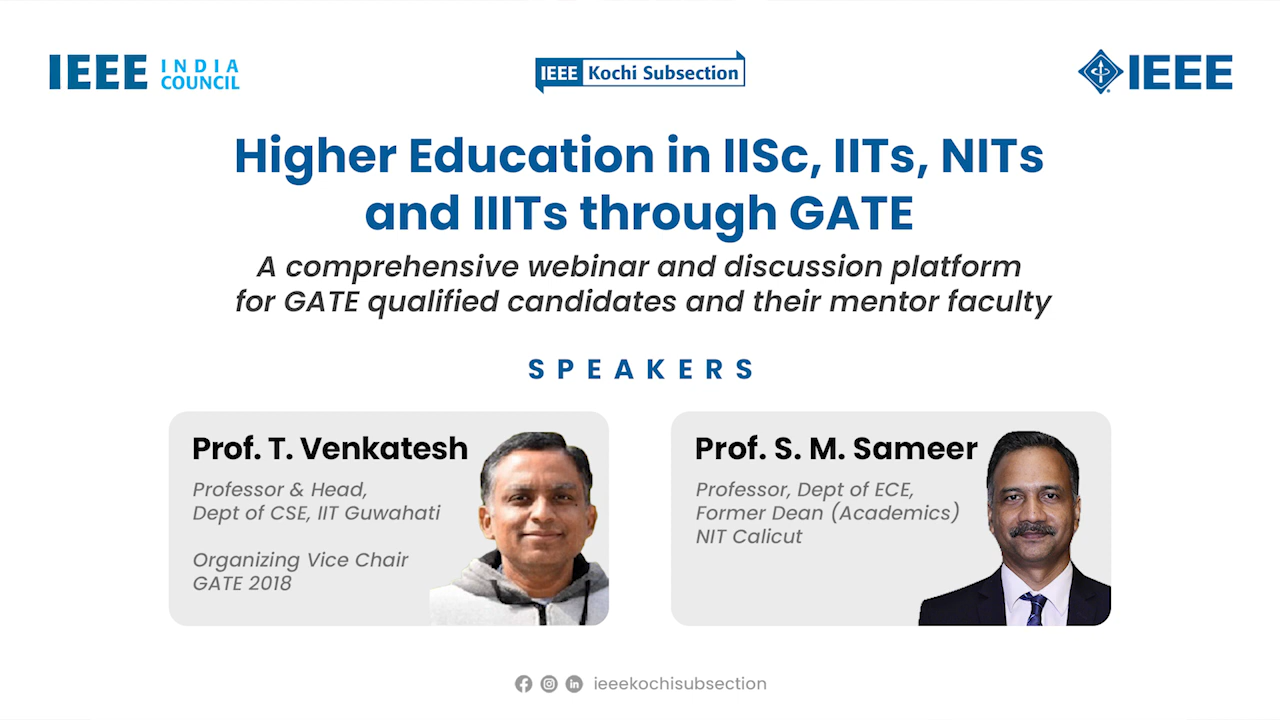 IEEE INDIA COUNCIL
IEEE Kochi Subsection
IEEE
Higher Education in IISc, IITs, NITs
and IIITs through GATE
A comprehensive webinar and discussion platform
for GATE qualified candidates and their mentor faculty
SPEAKERS
Prof. T. Venkatesh
Professor & Head,
Dept of CSE, IIT Guwahati
Organizing Vice Chair
GATE 2018
Prof. S. M. Sameer
Professor, Dept of ECE,
Former Dean (Academics)
NIT Calicut
ieeekochisubsection